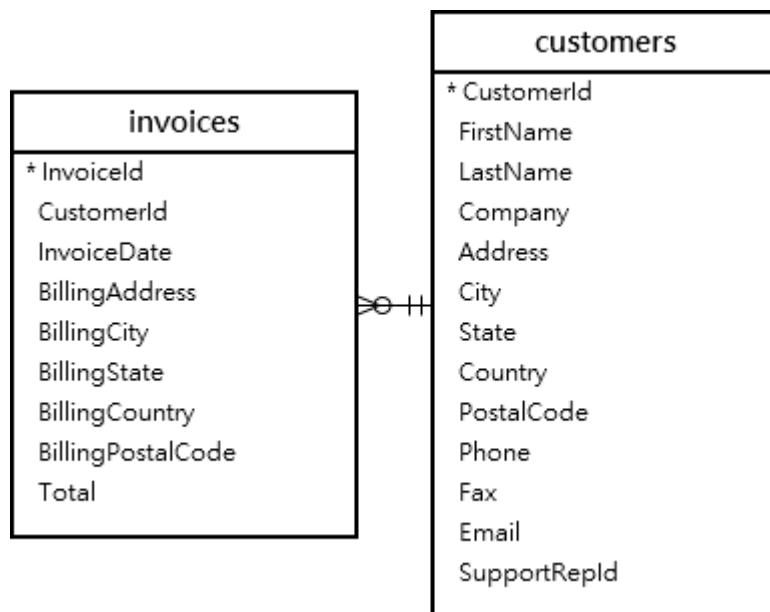 invoices
* InvoiceId
CustomerId
InvoiceDate
BillingAddress
BillingCity
BillingState
BillingCountry
BillingPostalCode
Total
customers
* CustomerId
FirstName
LastName
Company
Address
City
State
Country
PostalCode
Phone
Fax
Email
SupportRepId